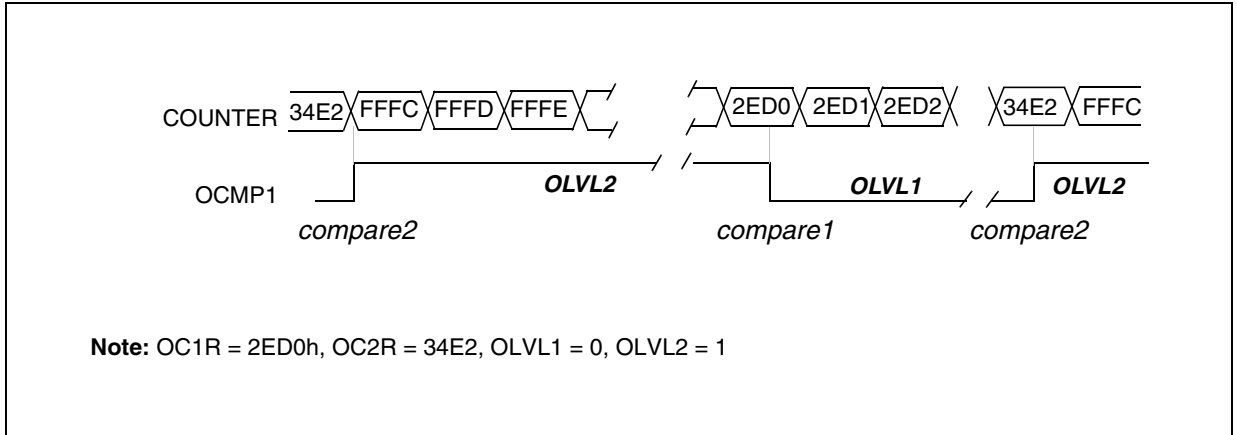 COUNTER 34E2 FFFC FFFD FFFE 2ED0 2ED1 2ED2 34E2 FFFC
OCMP1 OLVL2 OLVL1 OLVL2
compare2 compare1 compare2
Note: OC1R = 2ED0h, OC2R = 34E2, OLVL1 = 0, OLVL2 = 1